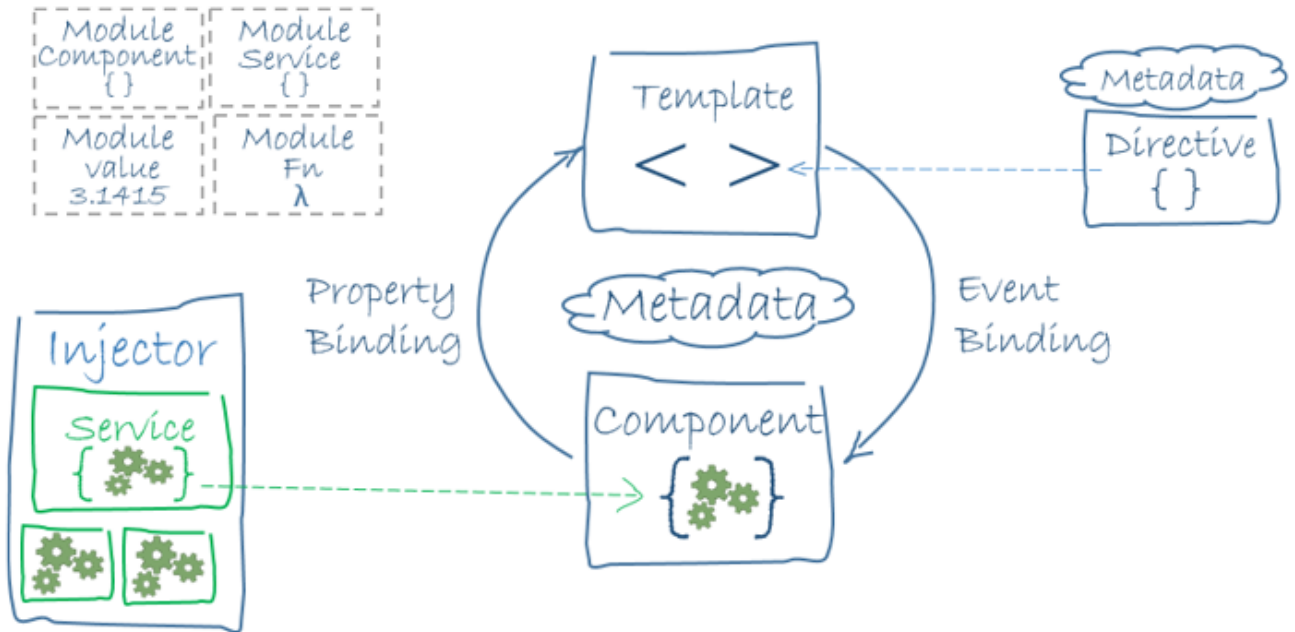 Module
Component
{ }
Module
Service
{ }
Module
value
3.1415
Module
Fn
λ
Template
< >
Metadata
Directive
{ }
Property
Binding
Metadata
Event
Binding
Injector
Service
{ }
Component
{ }